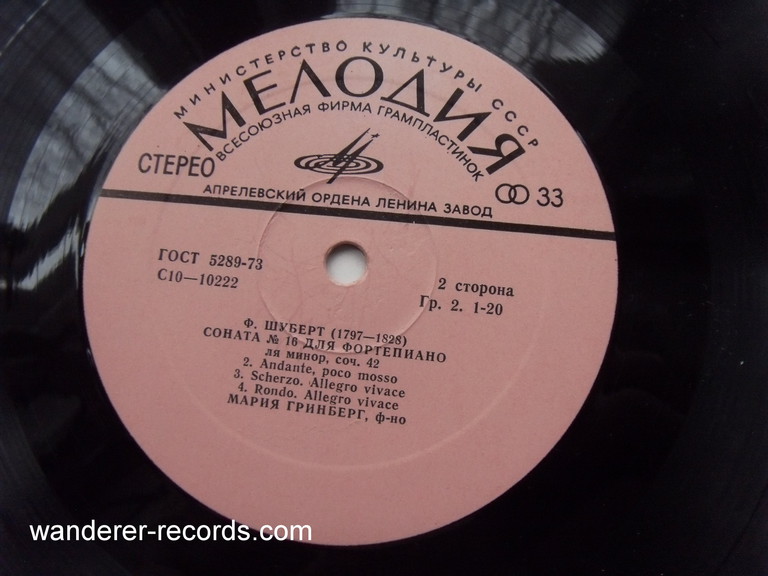 МИНИСТЕРСТВО КУЛЬТУРЫ СССР
МЕЛОДИЯ
ВСЕСОЮЗНАЯ ФИРМА ГРАМПЛАСТИНОК
СТЕРЕО
33
АПРЕЛЕВСКИЙ ОРДЕНА ЛЕНИНА ЗАВОД
ГОСТ 5289-73
С10—10222
2 сторона
Гр. 2. 1-20
Ф. ШУБЕРТ (1797—1828)
СОНАТА № 16 ДЛЯ ФОРТЕПИАНО
ля минор, соч. 42
2. Andante, poco mosso
3. Scherzo. Allegro vivace
4. Rondo. Allegro vivace
МАРИЯ ГРИНБЕРГ, ф-но
wanderer-records.com